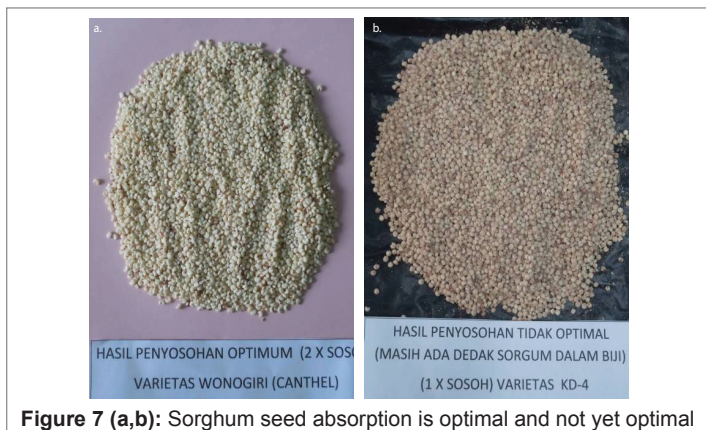 a.
b.
HASIL PENYOSOHAN OPTIMUM (2 X SOSO
VARIETAS WONOGIRI (CANTHEL)
HASIL PENYOSOHAN TIDAK OPTIMAL
(MASIH ADA DEDAK SORGUM DALAM BIJI)
(1 X SOSOH) VARIETAS KD-4
Figure 7 (a,b): Sorghum seed absorption is optimal and not yet optimal